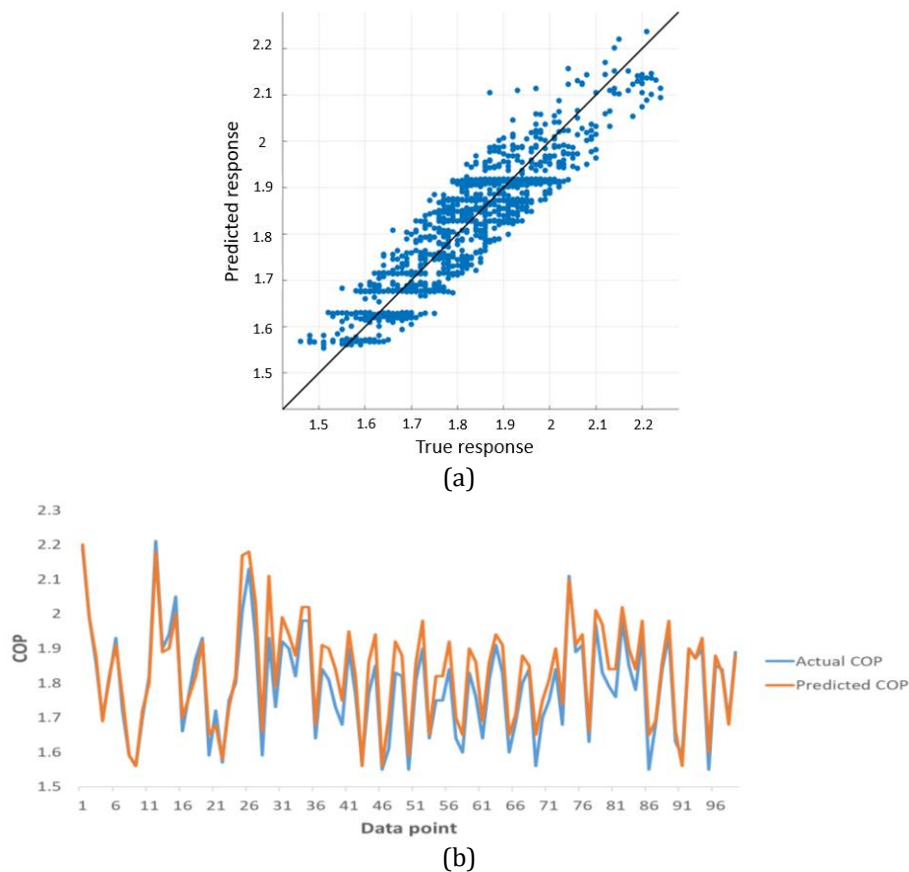 2.2
2.1
2
1.9
1.8
1.7
1.6
1.5
Predicted response
1.5 1.6 1.7 1.8 1.9 2 2.1 2.2
True response
(a)
2.3
2.2
2.1
2
1.9
1.8
1.7
1.6
1.5
COP
1 6 11 16 21 26 31 36 41 46 51 56 61 66 71 76 81 86 91 96
Data point
Actual COP
Predicted COP
(b)